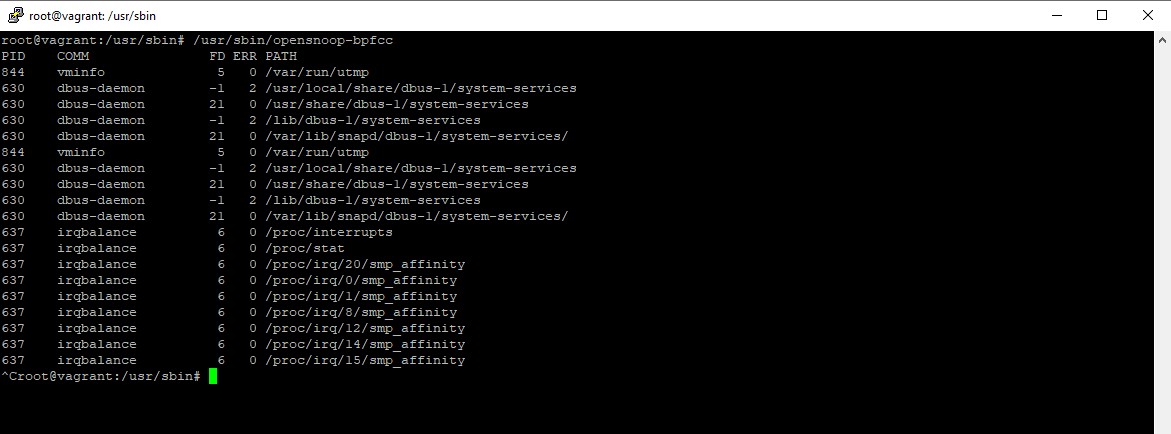 root@vagrant: /usr/sbin
root@vagrant:/usr/sbin# /usr/sbin/opensnoop-bpfcc
PID    COMM               FD ERR PATH
844    vminfo              5   0 /var/run/utmp
630    dbus-daemon        -1   2 /usr/local/share/dbus-1/system-services
630    dbus-daemon        21   0 /usr/share/dbus-1/system-services
630    dbus-daemon        -1   2 /lib/dbus-1/system-services
630    dbus-daemon        21   0 /var/lib/snapd/dbus-1/system-services/
844    vminfo              5   0 /var/run/utmp
630    dbus-daemon        -1   2 /usr/local/share/dbus-1/system-services
630    dbus-daemon        21   0 /usr/share/dbus-1/system-services
630    dbus-daemon        -1   2 /lib/dbus-1/system-services
630    dbus-daemon        21   0 /var/lib/snapd/dbus-1/system-services/
637    irqbalance          6   0 /proc/interrupts
637    irqbalance          6   0 /proc/stat
637    irqbalance          6   0 /proc/irq/20/smp_affinity
637    irqbalance          6   0 /proc/irq/0/smp_affinity
637    irqbalance          6   0 /proc/irq/1/smp_affinity
637    irqbalance          6   0 /proc/irq/8/smp_affinity
637    irqbalance          6   0 /proc/irq/12/smp_affinity
637    irqbalance          6   0 /proc/irq/14/smp_affinity
637    irqbalance          6   0 /proc/irq/15/smp_affinity
^Croot@vagrant:/usr/sbin#